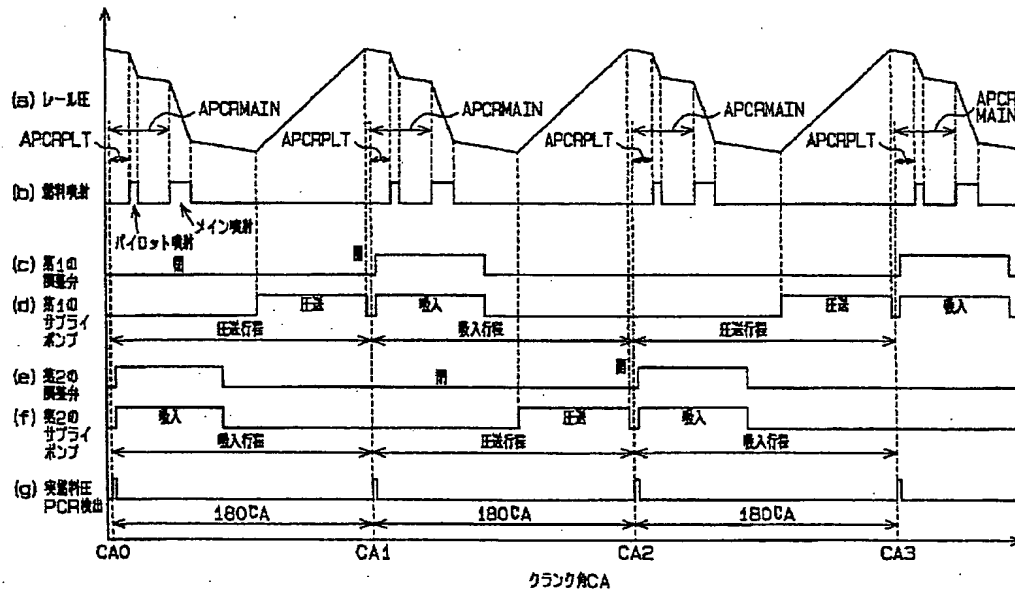 (a) レール圧
APCRMAIN
APCRPLT
APCRMAIN
APCRPLT
APCRMAIN
APCRPLT
APCR
MAIN
(b) 燃料噴射
パイロット噴射
メイン噴射
(c) 第1の
調整弁
閉
開
(d) 第1の
サプライ
ポンプ
圧送
吸入
圧送
吸入
圧送行程
吸入行程
圧送行程
(e) 第2の
調整弁
閉
開
(f) 第2の
サプライ
ポンプ
吸入
圧送
吸入
吸入行程
圧送行程
吸入行程
(g) 実燃料圧
PCR検出
180℃A
180℃A
180℃A
CA0
CA1
CA2
CA3
クランク角CA